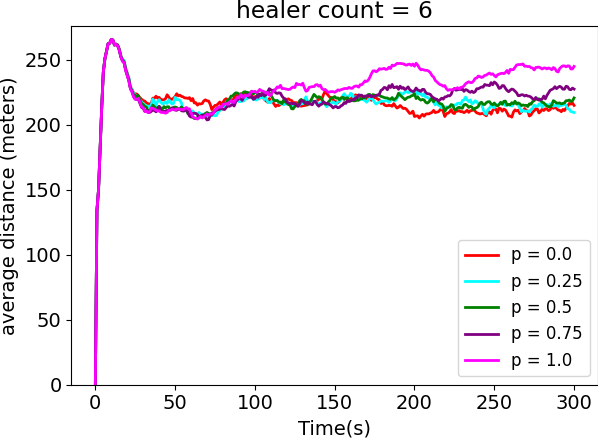 healer count = 6
average distance (meters)
250
200
150
100
50
0
0 50 100 150 200 250 300
Time(s)
p = 0.0
p = 0.25
p = 0.5
p = 0.75
p = 1.0